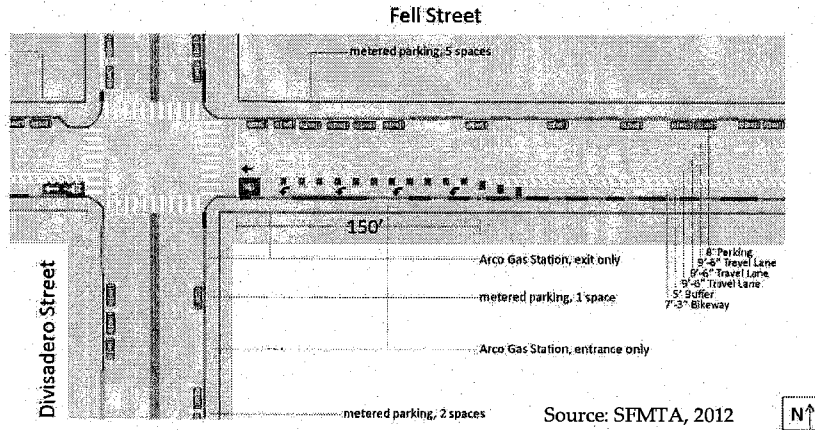 Fell Street
metered parking, 5 spaces
150'
8' Parking
9'-6" Travel Lane
9'-6" Travel Lane
9'-6" Travel Lane
5' Buffer
7'-3" Bikeway
Arco Gas Station, exit only
metered parking, 1 space
Arco Gas Station, entrance only
metered parking, 2 spaces
Divisadero Street
Source: SFMTA, 2012
N↑